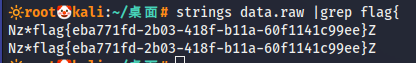 🔆root🤡kali:~/桌面# strings data.raw |grep flag{
Nz*flag{eba771fd-2b03-418f-b11a-60f1141c99ee}Z
Nz*flag{eba771fd-2b03-418f-b11a-60f1141c99ee}Z